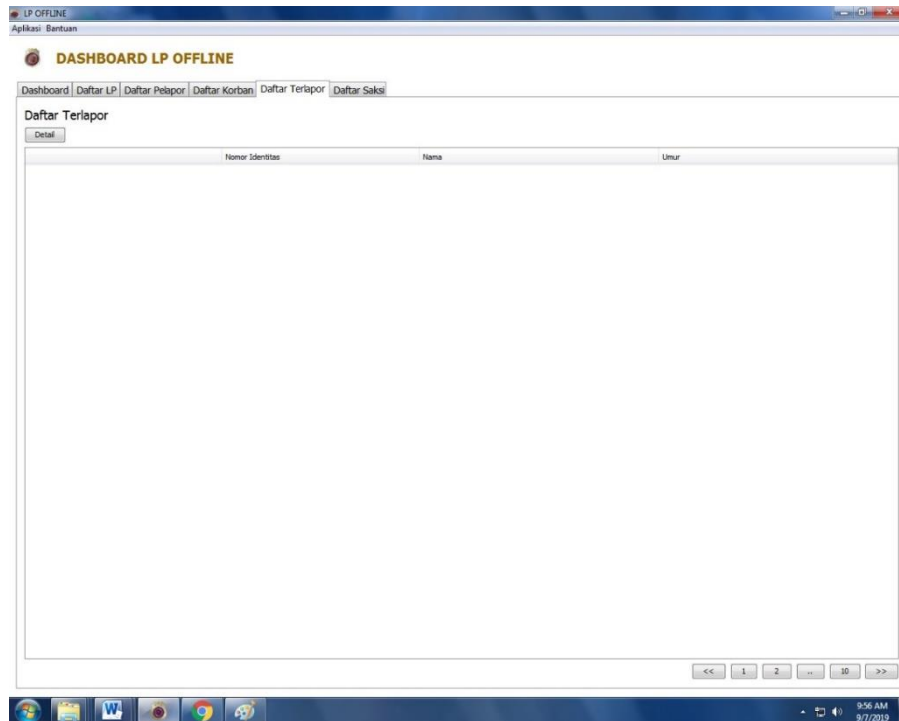 LP OFFLINE
Aplikasi Bantuan
DASHBOARD LP OFFLINE
Dashboard Daftar LP Daftar Pelapor Daftar Korban Daftar Terlapor Daftar Saksi
Daftar Terlapor
Detail
Nomor Identitas Nama Umur
<< 1 2 .. 10 >>
W
9:56 AM
9/7/2019